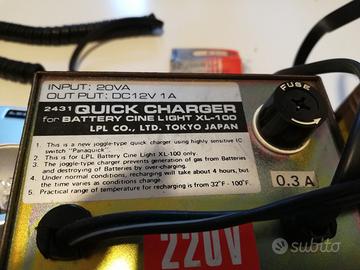 INPUT: 20VA
OUTPUT: DC12V 1A
2431 QUICK CHARGER
for BATTERY CINE LIGHT XL-100
LPL CO., LTD. TOKYO JAPAN
1. This is a new joggle-type quick charger using highly sensitive IC
switch "Panaquick".
2. This is for LPL Battery Cine Light XL-100 only.
3. The joggle-type charger prevents generation of gas from Batteries
and destroying of Batteries by over-charging.
4. Under normal conditions, recharging will take about 4 hours, but
the time varies as conditions change.
5. Practical range of temperature for recharging is from 32°F - 100°F.
FUSE
0.3A
220V
subito